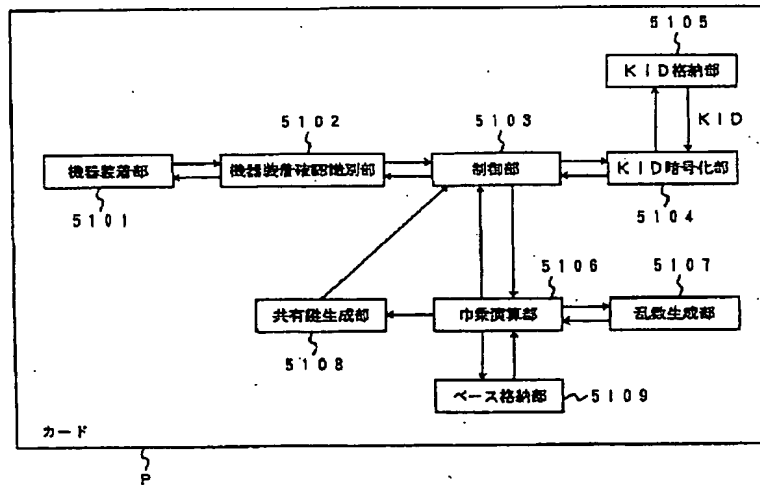 ５１０５
ＫＩＤ格納部
ＫＩＤ
５１０２
５１０３
機器装着部
機器装着確認識別部
制御部
ＫＩＤ暗号化部
５１０１
５１０４
５１０６
５１０７
共有鍵生成部
巾乗演算部
乱数生成部
５１０８
ベース格納部
５１０９
カード
Ｐ